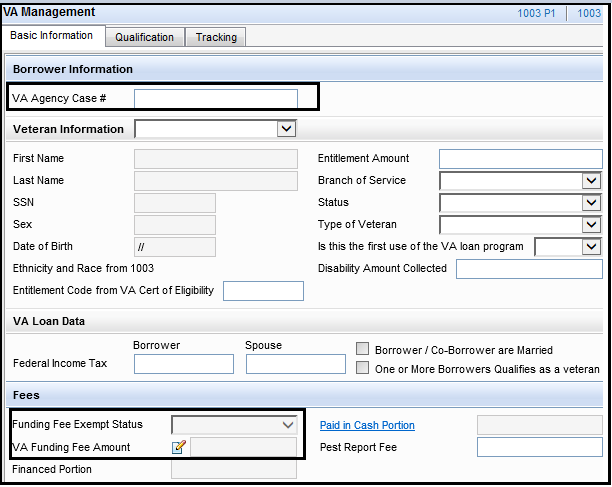 VA Management 1003 P1 1003
Basic Information Qualification Tracking
Borrower Information
VA Agency Case #
Veteran Information
First Name Entitlement Amount
Last Name Branch of Service
SSN Status
Sex Type of Veteran
Date of Birth // Is this the first use of the VA loan program
Ethnicity and Race from 1003 Disability Amount Collected
Entitlement Code from VA Cert of Eligibility
VA Loan Data
Borrower Spouse Borrower / Co-Borrower are Married
Federal Income Tax One or More Borrowers Qualifies as a veteran
Fees
Funding Fee Exempt Status Paid in Cash Portion
VA Funding Fee Amount Pest Report Fee
Financed Portion